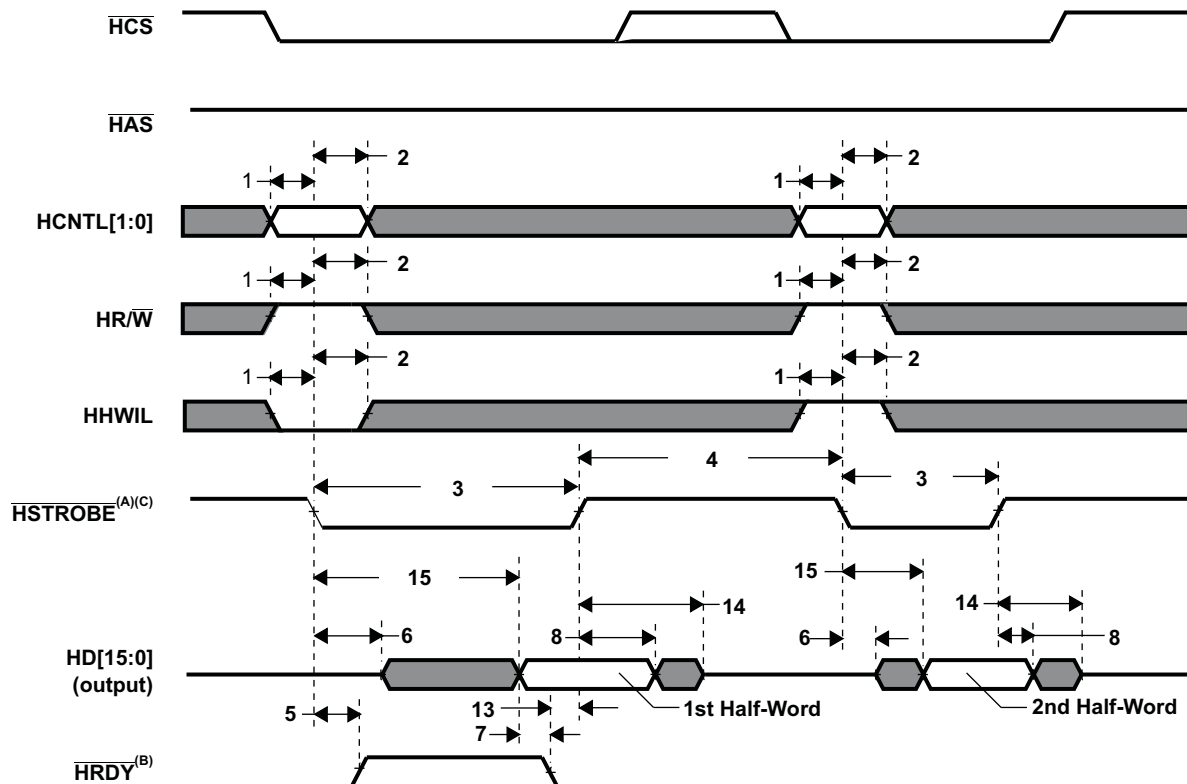 HCS
HAS
2 2
1 1
HCNTL[1:0]
2 2
1 1
HR/W
2 2
1 1
HHWIL
4
3 3
HSTROBE(A)(C)
15 15
14 14
6 8 6 8
HD[15:0]
(output)
5 13 1st Half-Word 2nd Half-Word
7
HRDY(B)